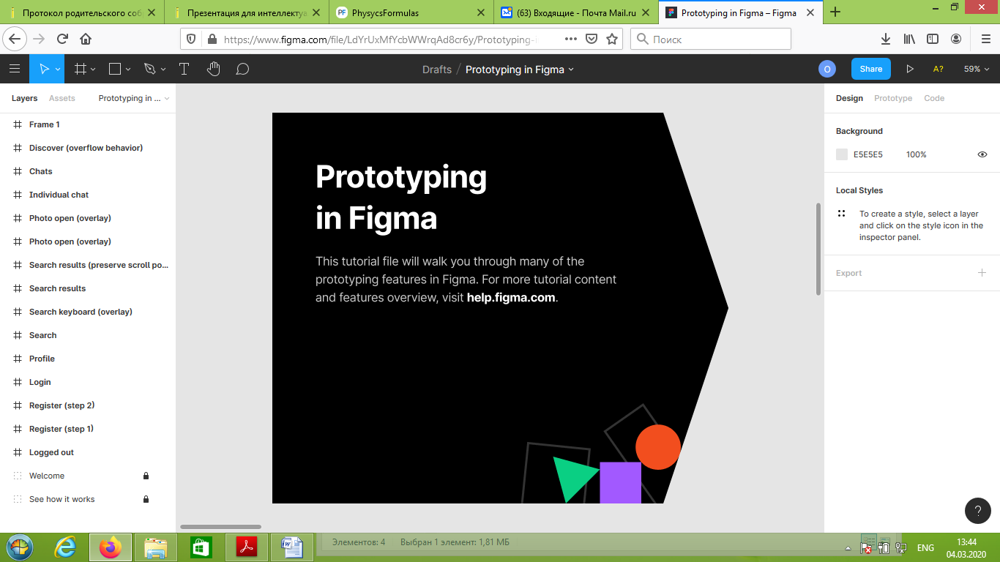 Протокол родительского соб
Презентация для интеллектуа
PF PhysycsFormulas
(63) Входящие - Почта Mail.ru
Prototyping in Figma – Figma
https://www.figma.com/file/LdYrUxMfYcbWWrqAd8cr6y/Prototyping-
Поиск
Drafts / Prototyping in Figma
O
Share
A?
59%
Layers
Assets
Prototyping in ...
Frame 1
Discover (overflow behavior)
Chats
Individual chat
Photo open (overlay)
Photo open (overlay)
Search results (preserve scroll po...
Search results
Search keyboard (overlay)
Search
Profile
Login
Register (step 2)
Register (step 1)
Logged out
Welcome
See how it works
Prototyping
in Figma
This tutorial file will walk you through many of the
prototyping features in Figma. For more tutorial content
and features overview, visit help.figma.com.
Design
Prototype
Code
Background
E5E5E5
100%
Local Styles
To create a style, select a layer
and click on the style icon in the
inspector panel.
Export
?
Элементов: 4
Выбран 1 элемент: 1,81 МБ
ENG
13:44
04.03.2020